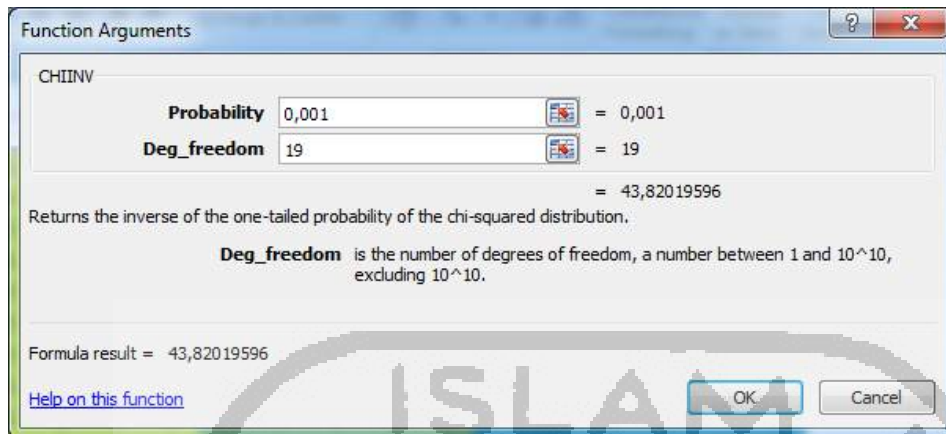 Function Arguments
CHIINV
Probability 0,001 = 0,001
Deg_freedom 19 = 19
= 43,82019596
Returns the inverse of the one-tailed probability of the chi-squared distribution.
Deg_freedom is the number of degrees of freedom, a number between 1 and 10^10,
excluding 10^10.
Formula result = 43,82019596
ISLAM
Help on this function OK Cancel